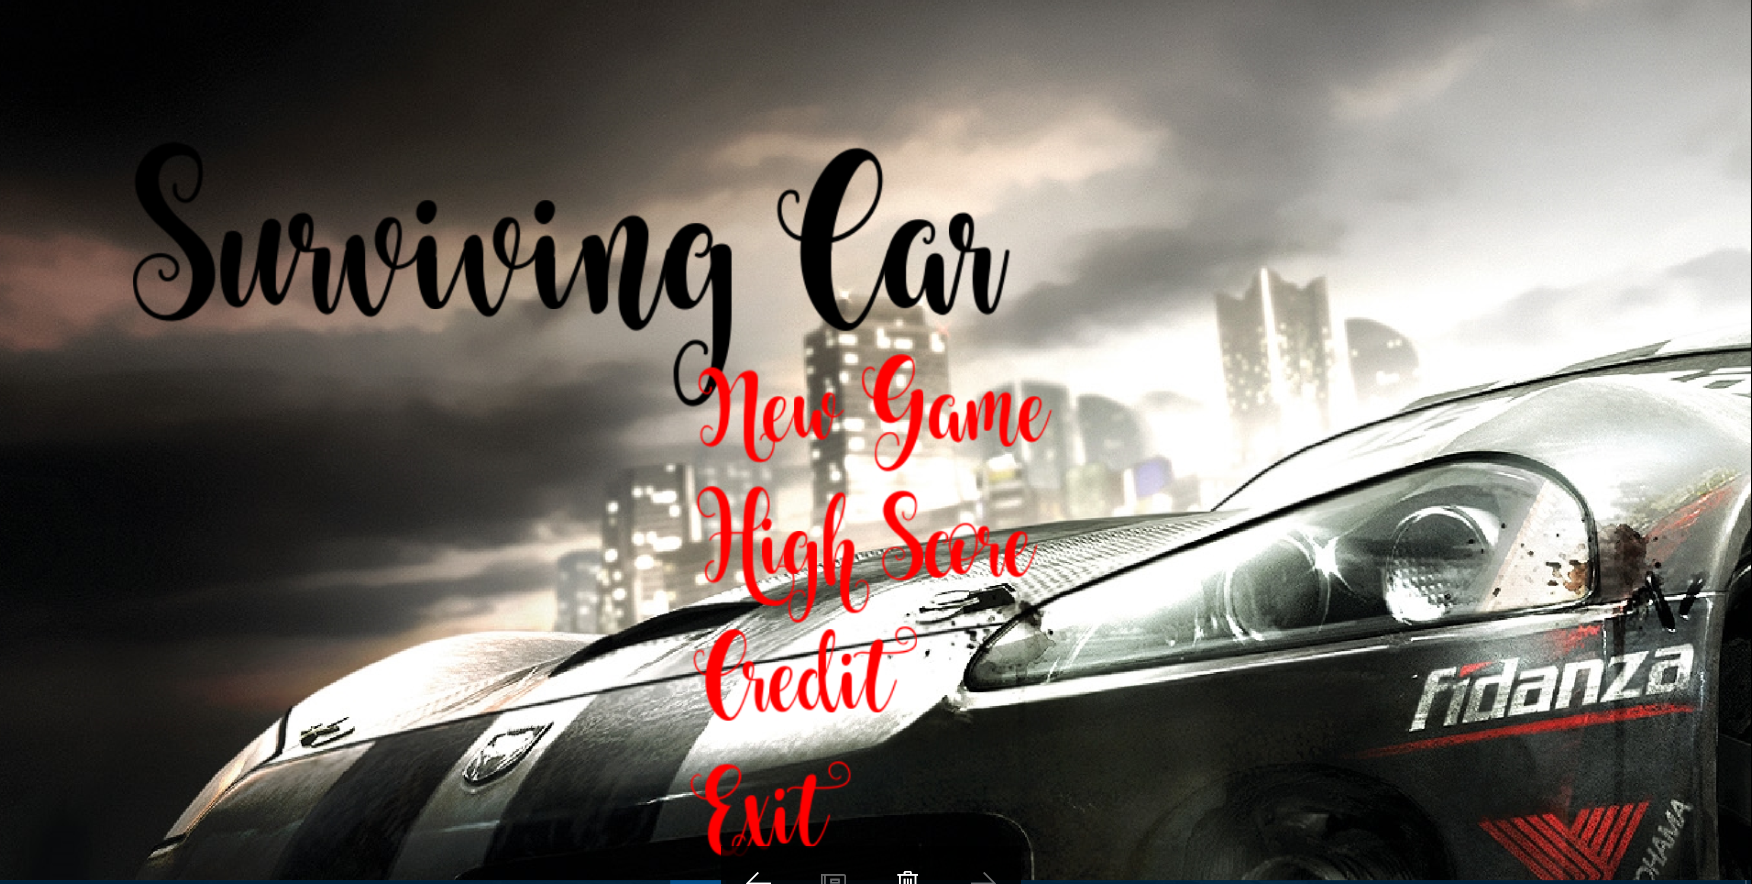 Surviving Car
New Game
High Score
Credit
Exit
fidanza